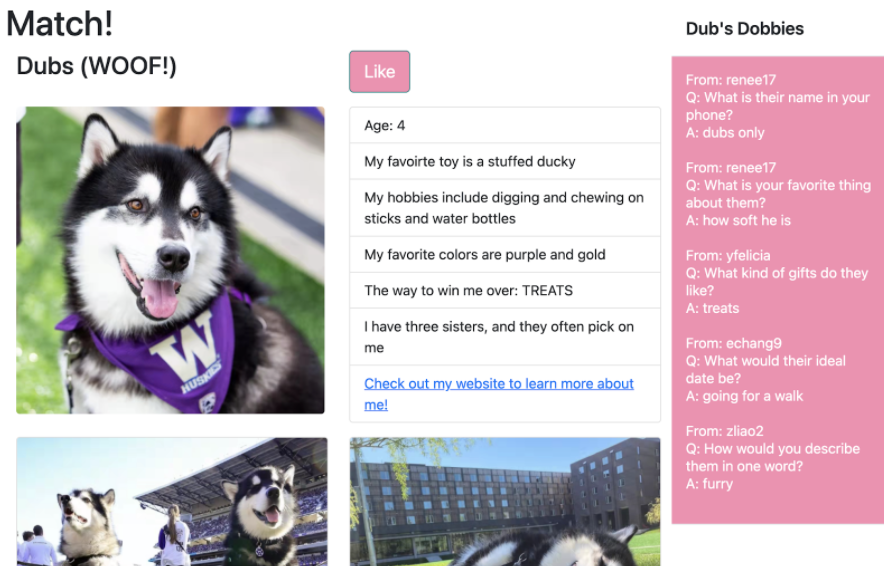 Match!
Dubs (WOOF!)
Like
Age: 4
My favoirte toy is a stuffed ducky
My hobbies include digging and chewing on
sticks and water bottles
My favorite colors are purple and gold
The way to win me over: TREATS
I have three sisters, and they often pick on
me
Check out my website to learn more about
me!
W
HUSKIES
Dub's Dobbies
From: renee17
Q: What is their name in your
phone?
A: dubs only
From: renee17
Q: What is your favorite thing
about them?
A: how soft he is
From: yfelicia
Q: What kind of gifts do they
like?
A: treats
From: echang9
Q: What would their ideal
date be?
A: going for a walk
From: zliao2
Q: How would you describe
them in one word?
A: furry